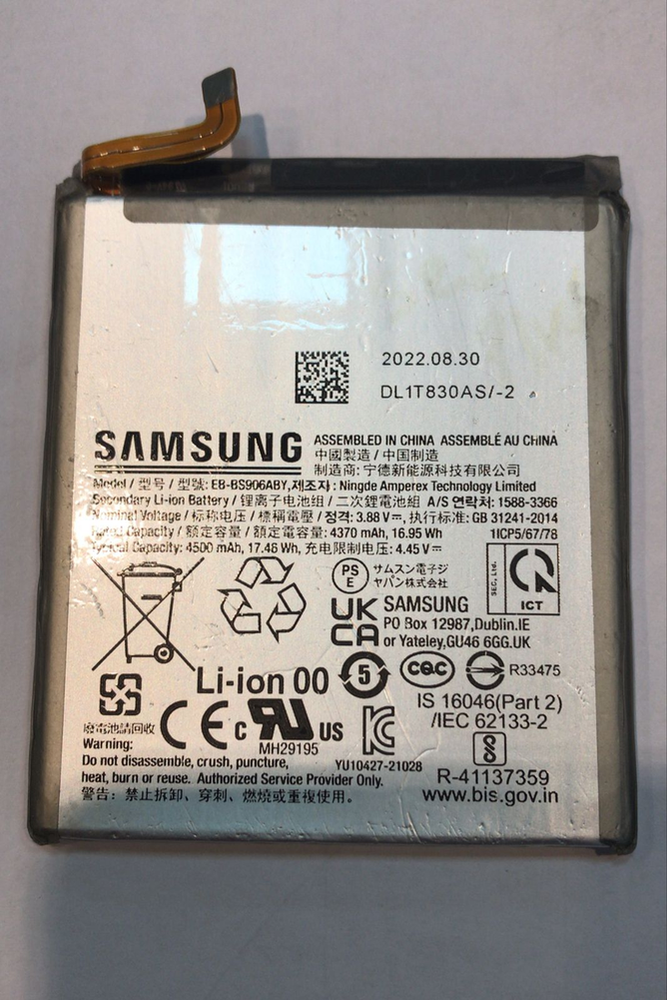 2022.08.30
DL1T830AS/-2
SAMSUNG
ASSEMBLED IN CHINA ASSEMBLÉ AU CHINA
中國製造 / 中国制造
制造商: 宁德新能源科技有限公司
Model / 型号 / 型號: EB-BS906ABY,제조자 : Ningde Amperex Technology Limited
Secondary Li-ion Battery / 锂离子电池组 / 二次鋰電池組 A/S 연락처: 1588-3366
Nominal Voltage / 标称电压 / 標稱電壓 / 정격: 3.88 V⎓, 执行标准: GB 31241-2014
Rated Capacity / 额定容量 / 額定電容量: 4370 mAh, 16.95 Wh 1ICP5/67/78
Typical Capacity: 4500 mAh, 17.46 Wh, 充电限制电压: 4.45 V⎓
PS
E
サムスン電子ジ
ャパン株式会社
SEC, Ltd.
ICT
UK
CA
SAMSUNG
PO Box 12987,Dublin.IE
or Yateley,GU46 6GG.UK
Li-ion 00
5
CQC
R33475
IS 16046(Part 2)
/IEC 62133-2
廢電池請回收
CE
c
US
MH29195
YU10427-21028
R-41137359
www.bis.gov.in
Warning:
Do not disassemble, crush, puncture,
heat, burn or reuse. Authorized Service Provider Only.
警告: 禁止拆卸、穿刺、燃燒或重複使用。